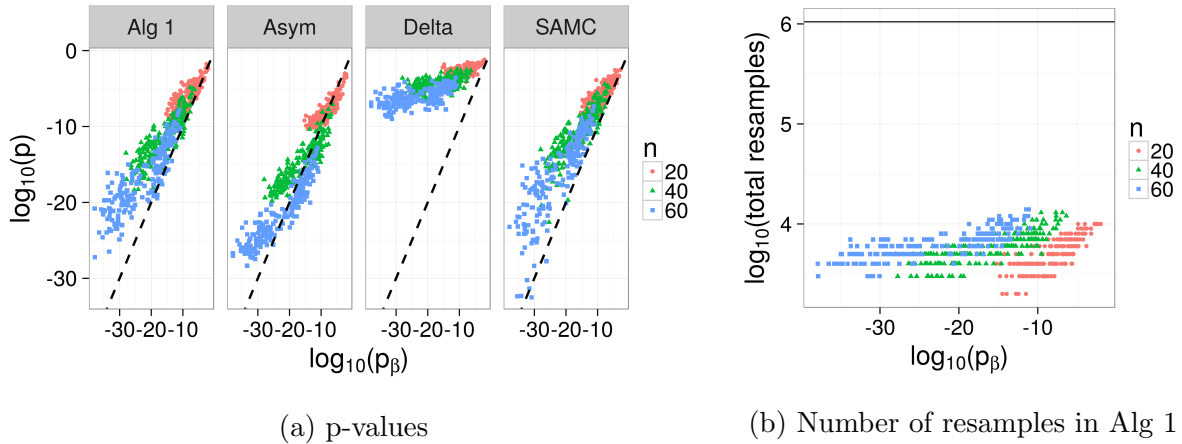 Alg 1 Asym Delta SAMC
0
-10
-20
-30
log10(p)
-30-20-10 -30-20-10 -30-20-10 -30-20-10
log10(pβ)
n
20
40
60
(a) p-values
6
5
4
log10(total resamples)
-30 -20 -10
log10(pβ)
n
20
40
60
(b) Number of resamples in Alg 1